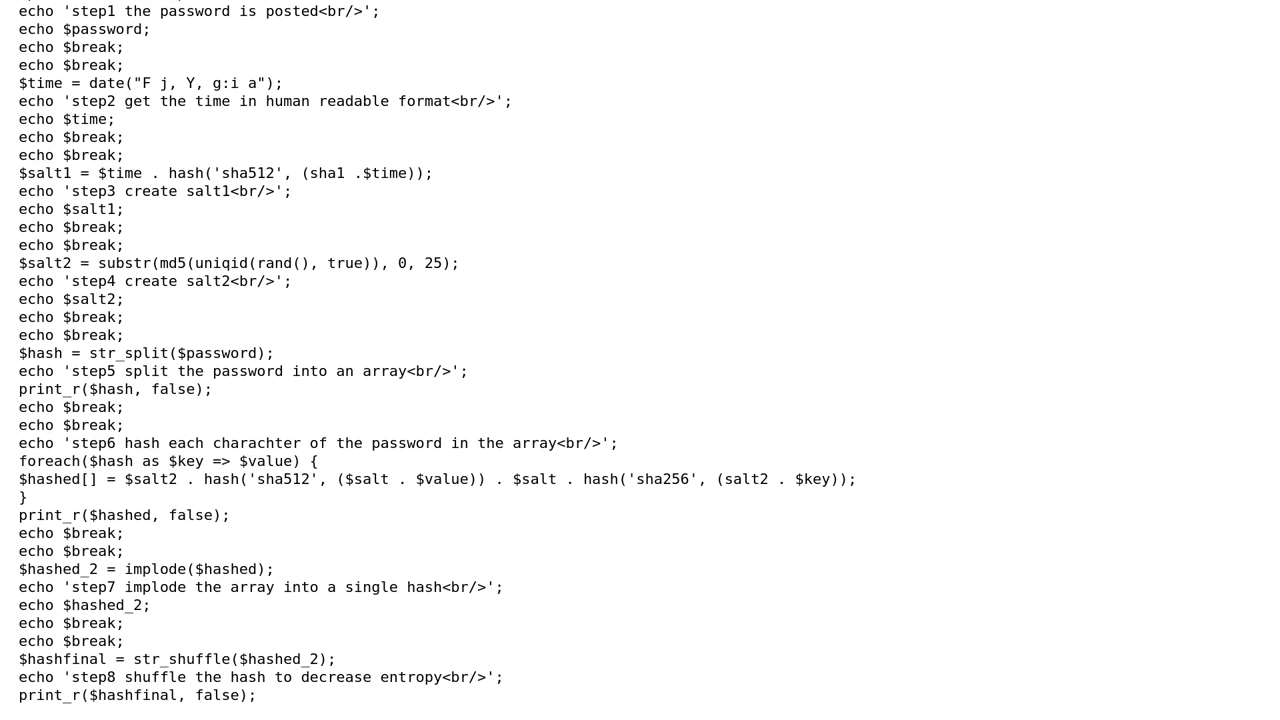 echo 'step1 the password is posted<br/>';
echo $password;
echo $break;
echo $break;
$time = date("F j, Y, g:i a");
echo 'step2 get the time in human readable format<br/>';
echo $time;
echo $break;
echo $break;
$salt1 = $time . hash('sha512', (sha1 .$time));
echo 'step3 create salt1<br/>';
echo $salt1;
echo $break;
echo $break;
$salt2 = substr(md5(uniqid(rand(), true)), 0, 25);
echo 'step4 create salt2<br/>';
echo $salt2;
echo $break;
echo $break;
$hash = str_split($password);
echo 'step5 split the password into an array<br/>';
print_r($hash, false);
echo $break;
echo $break;
echo 'step6 hash each charachter of the password in the array<br/>';
foreach($hash as $key => $value) {
$hashed[] = $salt2 . hash('sha512', ($salt . $value)) . $salt . hash('sha256', (salt2 . $key));
}
print_r($hashed, false);
echo $break;
echo $break;
$hashed_2 = implode($hashed);
echo 'step7 implode the array into a single hash<br/>';
echo $hashed_2;
echo $break;
echo $break;
$hashfinal = str_shuffle($hashed_2);
echo 'step8 shuffle the hash to decrease entropy<br/>';
print_r($hashfinal, false);